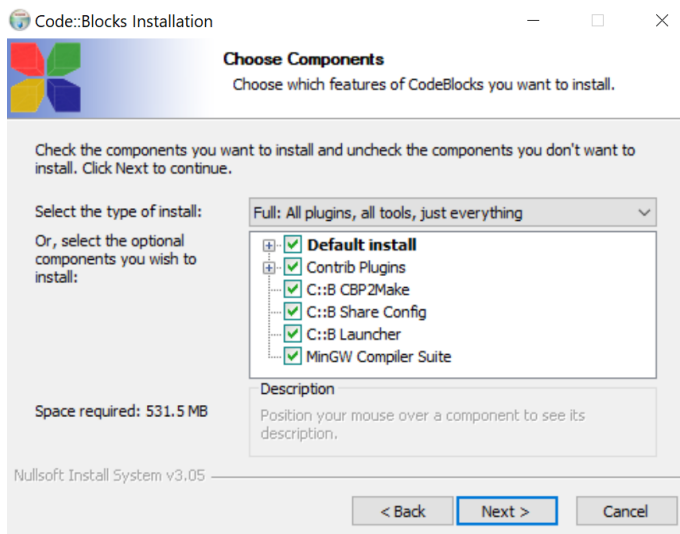 Code::Blocks Installation
Choose Components
Choose which features of CodeBlocks you want to install.
Check the components you want to install and uncheck the components you don't want to
install. Click Next to continue.
Select the type of install:
Full: All plugins, all tools, just everything
Or, select the optional
components you wish to
install:
Default install
Contrib Plugins
C::B CBP2Make
C::B Share Config
C::B Launcher
MinGW Compiler Suite
Space required: 531.5 MB
Description
Position your mouse over a component to see its
description.
Nullsoft Install System v3.05
< Back
Next >
Cancel